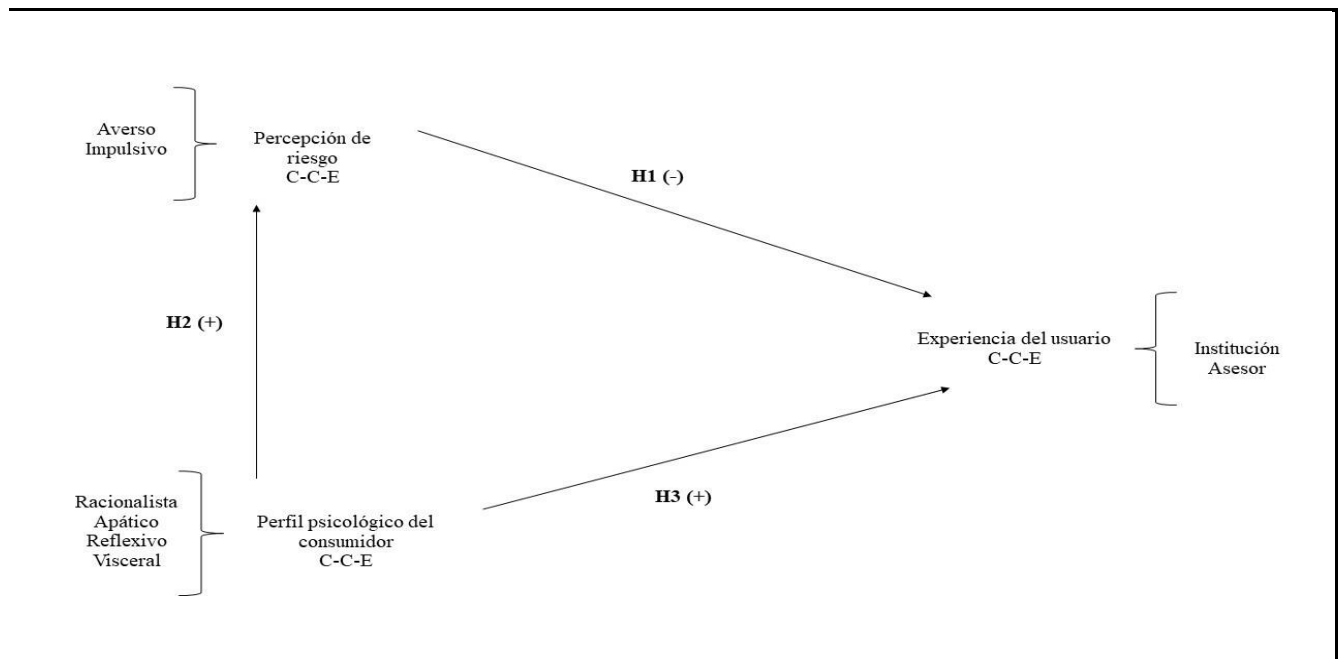 Averso
Impulsivo
Percepción de
riesgo
C-C-E
H1 (-)
H2 (+)
Experiencia del usuario
C-C-E
Institución
Asesor
Racionalista
Apático
Reflexivo
Visceral
Perfil psicológico del
consumidor
C-C-E
H3 (+)